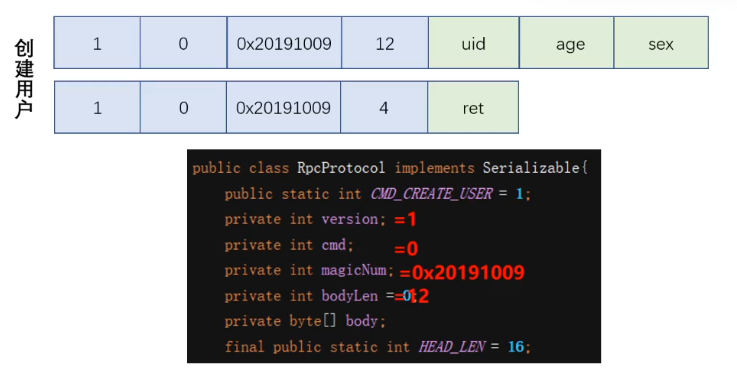 创建用户
1 0 0x20191009 12 uid age sex
1 0 0x20191009 4 ret
public class RpcProtocol implements Serializable{
public static int CMD_CREATE_USER = 1;
private int version; =1
private int cmd; =0
private int magicNum; =0x20191009
private int bodyLen = 0; =12
private byte[] body;
final public static int HEAD_LEN = 16;